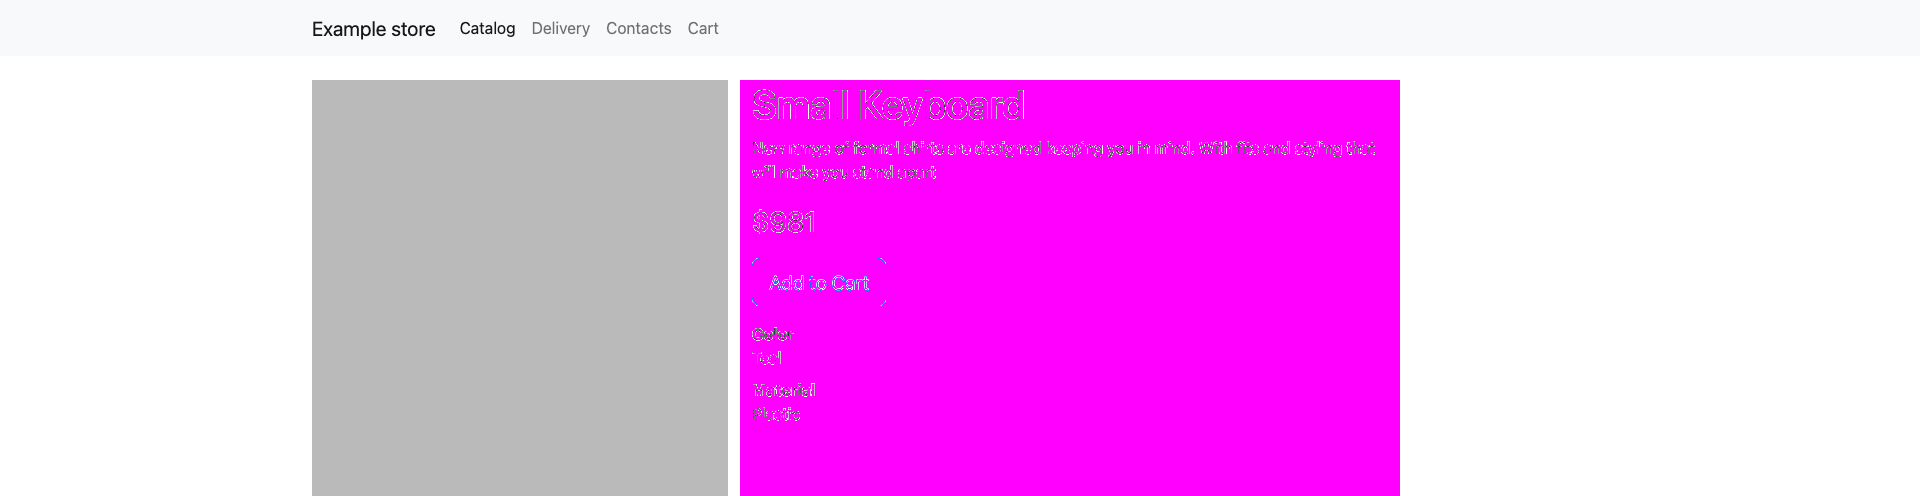 Example store
Catalog
Delivery
Contacts
Cart
Small Keyboard
New range of formal shirts are designed keeping you in mind. With fits and styling that
will make you stand apart
$981
Add to Cart
Color
Teal
Material
Plastic